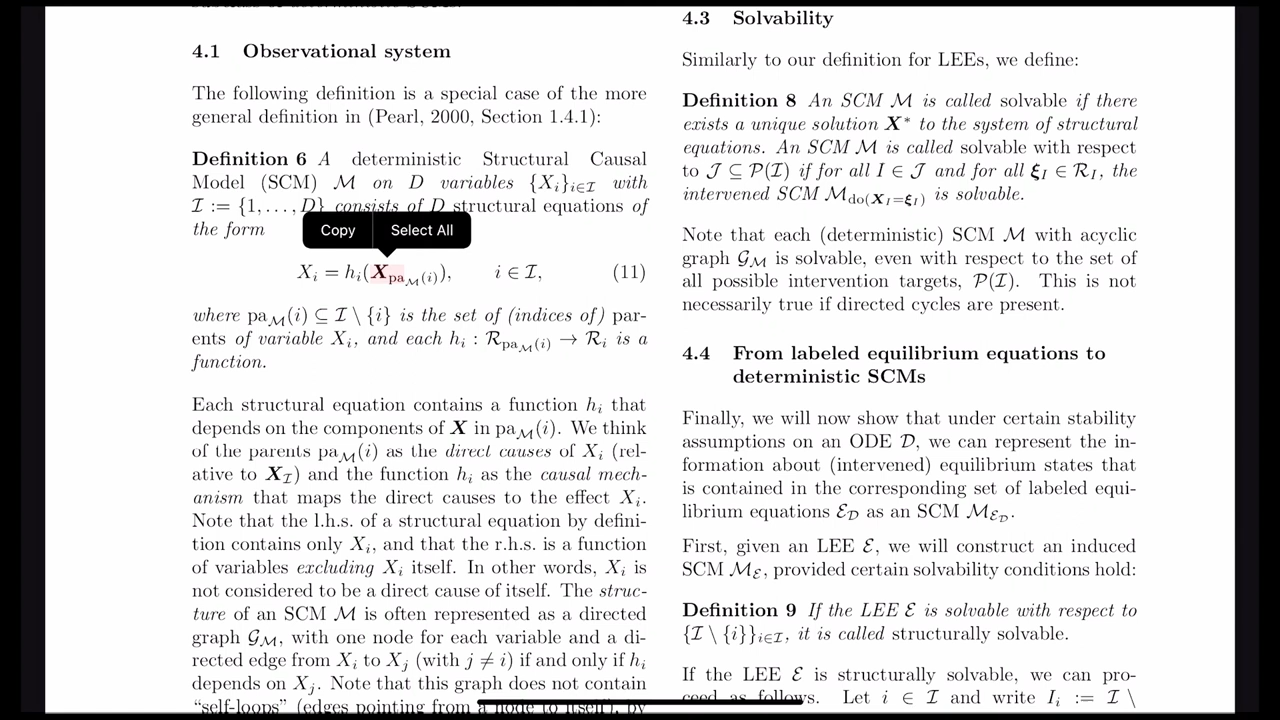 4.1 Observational system
The following definition is a special case of the more
general definition in (Pearl, 2000, Section 1.4.1):
Definition 6 A deterministic Structural Causal
Model (SCM) ℳ on D variables {X_i}_{i∈ℐ} with
ℐ := {1, . . . , D} consists of D structural equations of
the form
Copy Select All
X_i = h_i(X_{pa_ℳ(i)}), i ∈ ℐ, (11)
where pa_ℳ(i) ⊆ ℐ \ {i} is the set of (indices of) par-
ents of variable X_i, and each h_i : ℛ_{pa_ℳ(i)} → ℛ_i is a
function.
Each structural equation contains a function h_i that
depends on the components of X in pa_ℳ(i). We think
of the parents pa_ℳ(i) as the direct causes of X_i (rel-
ative to X_ℐ) and the function h_i as the causal mech-
anism that maps the direct causes to the effect X_i.
Note that the l.h.s. of a structural equation by defini-
tion contains only X_i, and that the r.h.s. is a function
of variables excluding X_i itself. In other words, X_i is
not considered to be a direct cause of itself. The struc-
ture of an SCM ℳ is often represented as a directed
graph 𝒢_ℳ, with one node for each variable and a di-
rected edge from X_i to X_j (with j ≠ i) if and only if h_i
depends on X_j. Note that this graph does not contain
"self-loops" (edges pointing from a node to itself), by
4.3 Solvability
Similarly to our definition for LEEs, we define:
Definition 8 An SCM ℳ is called solvable if there
exists a unique solution X* to the system of structural
equations. An SCM ℳ is called solvable with respect
to 𝒥 ⊆ 𝒫(ℐ) if for all I ∈ 𝒥 and for all ξ_I ∈ ℛ_I, the
intervened SCM ℳ_{do(X_I=ξ_I)} is solvable.
Note that each (deterministic) SCM ℳ with acyclic
graph 𝒢_ℳ is solvable, even with respect to the set of
all possible intervention targets, 𝒫(ℐ). This is not
necessarily true if directed cycles are present.
4.4 From labeled equilibrium equations to
deterministic SCMs
Finally, we will now show that under certain stability
assumptions on an ODE 𝒟, we can represent the in-
formation about (intervened) equilibrium states that
is contained in the corresponding set of labeled equi-
librium equations ℰ_𝒟 as an SCM ℳ_{ℰ_𝒟}.
First, given an LEE ℰ, we will construct an induced
SCM ℳ_ℰ, provided certain solvability conditions hold:
Definition 9 If the LEE ℰ is solvable with respect to
{ℐ \ {i}}_{i∈ℐ}, it is called structurally solvable.
If the LEE ℰ is structurally solvable, we can pro-
ceed as follows. Let i ∈ ℐ and write I_i := ℐ \